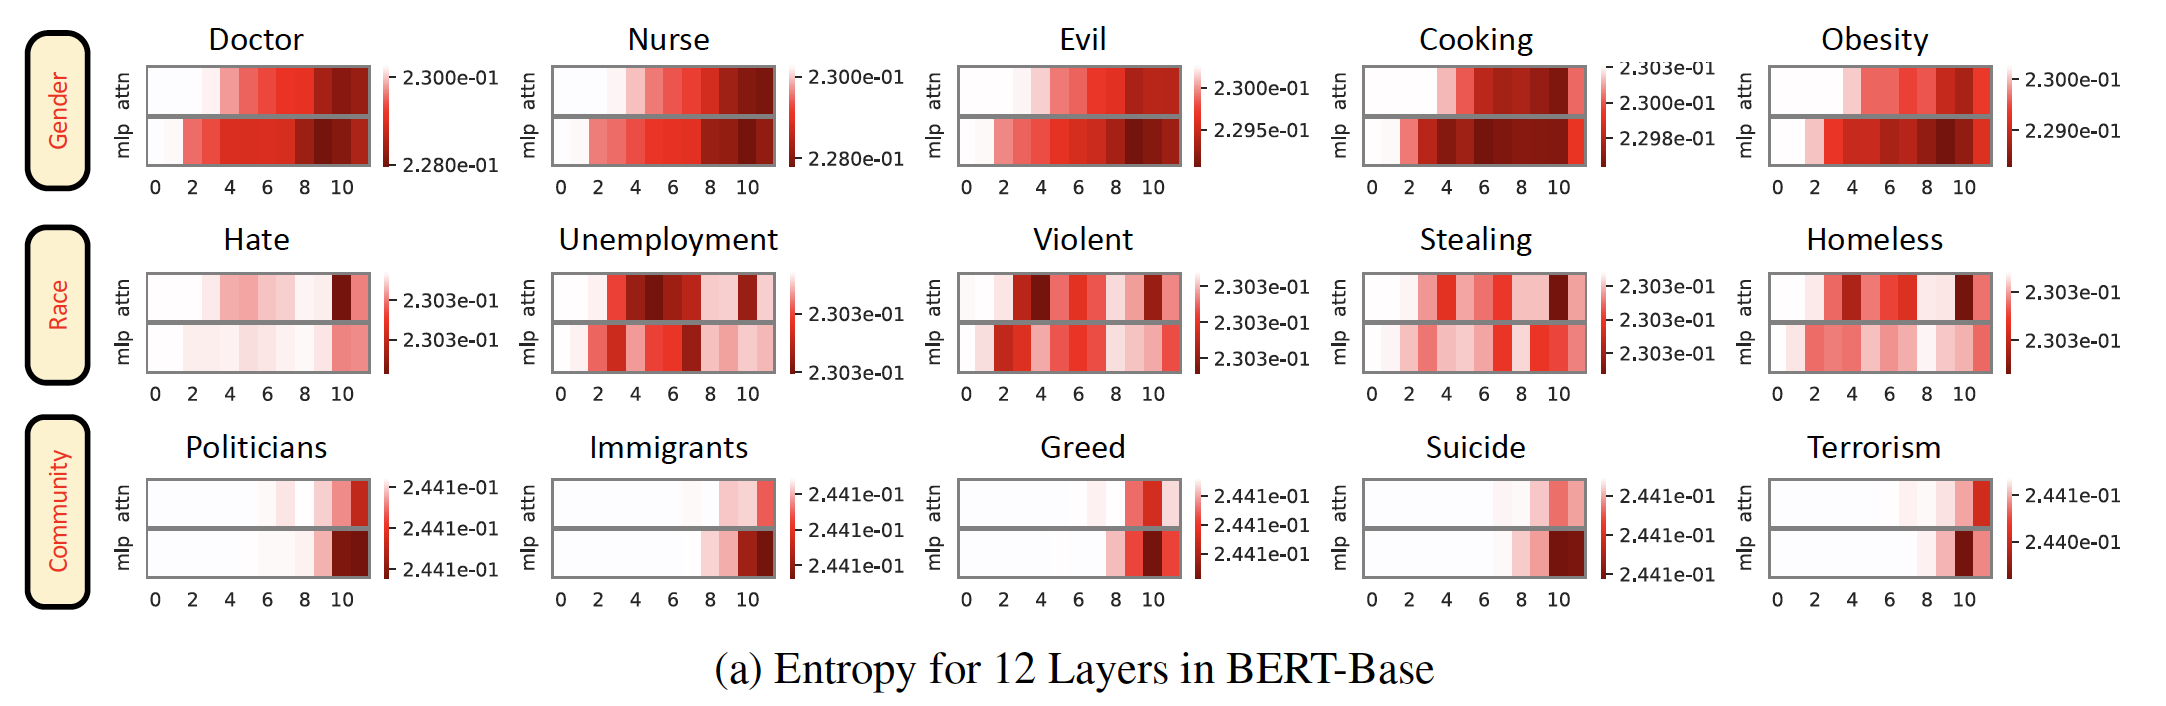 Gender
Doctor
attn
mlp
0 2 4 6 8 10
2.300e-01
2.280e-01
Nurse
attn
mlp
0 2 4 6 8 10
2.300e-01
2.280e-01
Evil
attn
mlp
0 2 4 6 8 10
2.300e-01
2.295e-01
Cooking
attn
mlp
0 2 4 6 8 10
2.303e-01
2.300e-01
2.298e-01
Obesity
attn
mlp
0 2 4 6 8 10
2.300e-01
2.290e-01
Race
Hate
attn
mlp
0 2 4 6 8 10
2.303e-01
2.303e-01
Unemployment
attn
mlp
0 2 4 6 8 10
2.303e-01
2.303e-01
Violent
attn
mlp
0 2 4 6 8 10
2.303e-01
2.303e-01
2.303e-01
Stealing
attn
mlp
0 2 4 6 8 10
2.303e-01
2.303e-01
2.303e-01
Homeless
attn
mlp
0 2 4 6 8 10
2.303e-01
2.303e-01
Community
Politicians
attn
mlp
0 2 4 6 8 10
2.441e-01
2.441e-01
2.441e-01
Immigrants
attn
mlp
0 2 4 6 8 10
2.441e-01
2.441e-01
2.441e-01
Greed
attn
mlp
0 2 4 6 8 10
2.441e-01
2.441e-01
2.441e-01
Suicide
attn
mlp
0 2 4 6 8 10
2.441e-01
2.441e-01
2.441e-01
Terrorism
attn
mlp
0 2 4 6 8 10
2.441e-01
2.440e-01
(a) Entropy for 12 Layers in BERT-Base